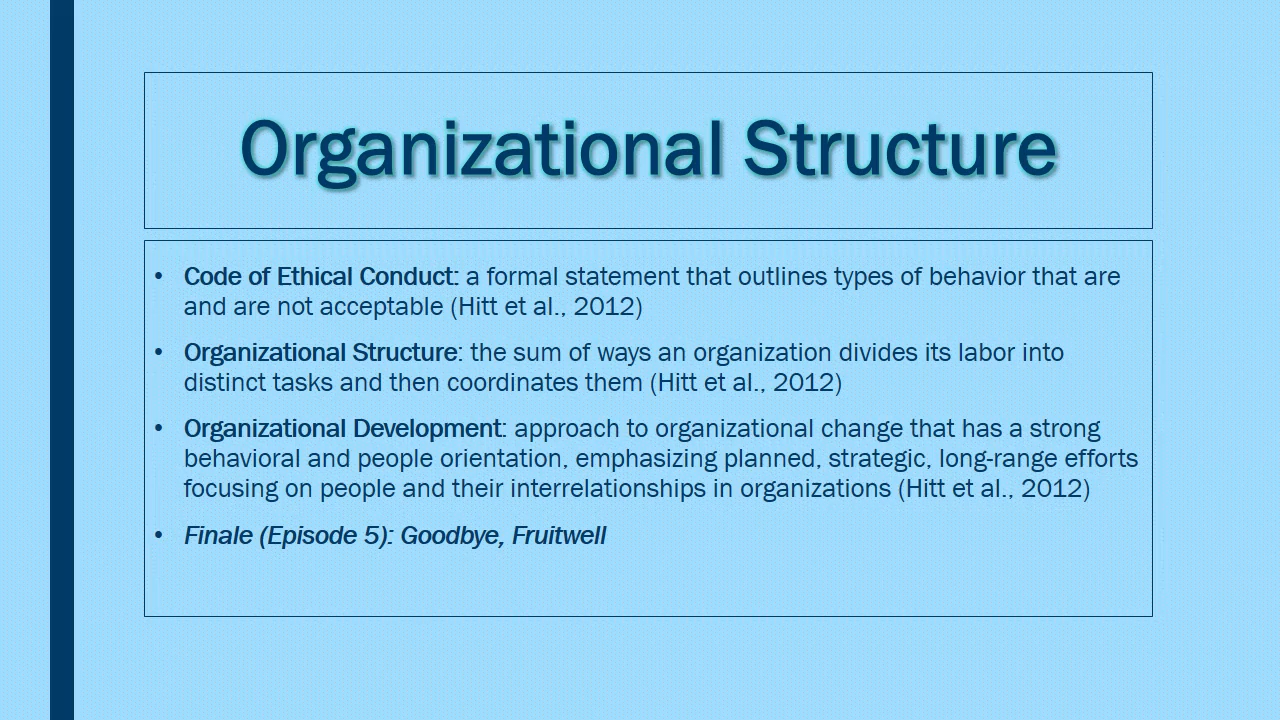 Organizational Structure
• Code of Ethical Conduct: a formal statement that outlines types of behavior that are
and are not acceptable (Hitt et al., 2012)
• Organizational Structure: the sum of ways an organization divides its labor into
distinct tasks and then coordinates them (Hitt et al., 2012)
• Organizational Development: approach to organizational change that has a strong
behavioral and people orientation, emphasizing planned, strategic, long-range efforts
focusing on people and their interrelationships in organizations (Hitt et al., 2012)
• Finale (Episode 5): Goodbye, Fruitwell